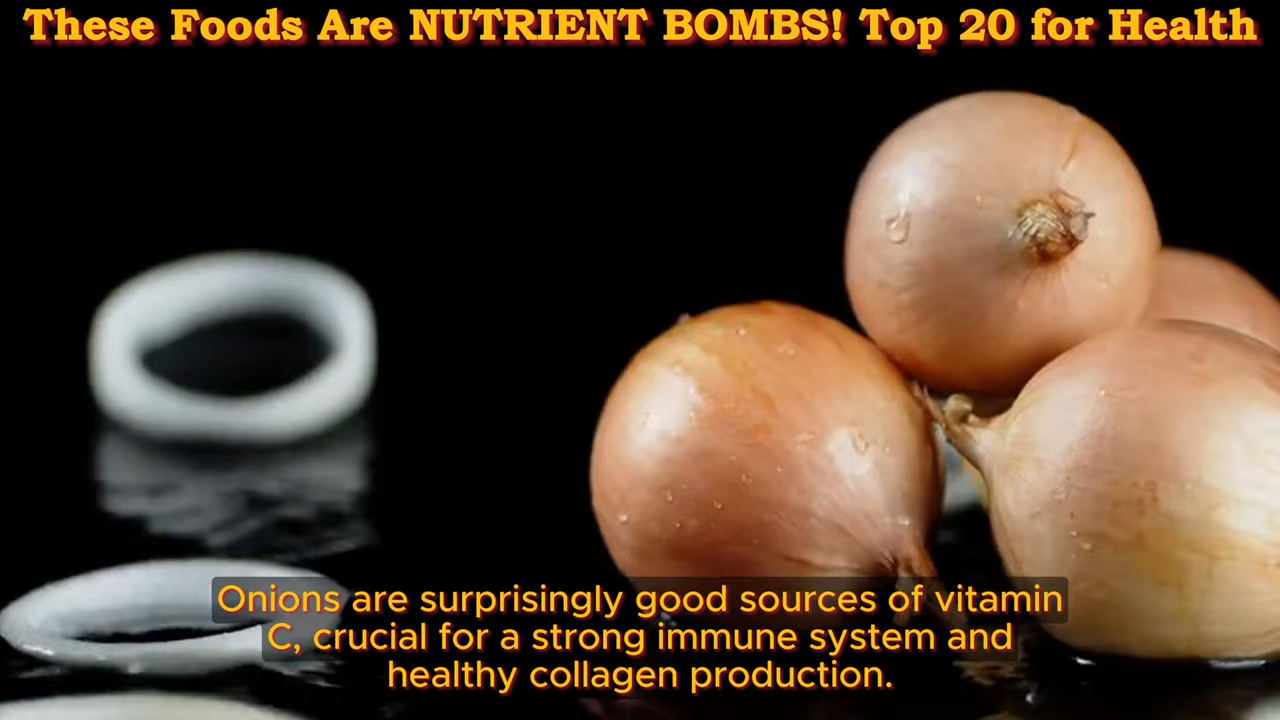 These Foods Are NUTRIENT BOMBS! Top 20 for Health
Onions are surprisingly good sources of vitamin
C, crucial for a strong immune system and
healthy collagen production.